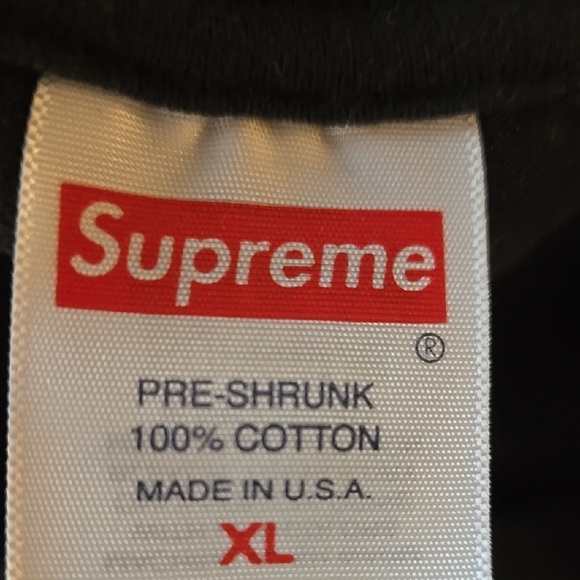 Supreme
®
PRE-SHRUNK
100% COTTON
MADE IN U.S.A.
XL